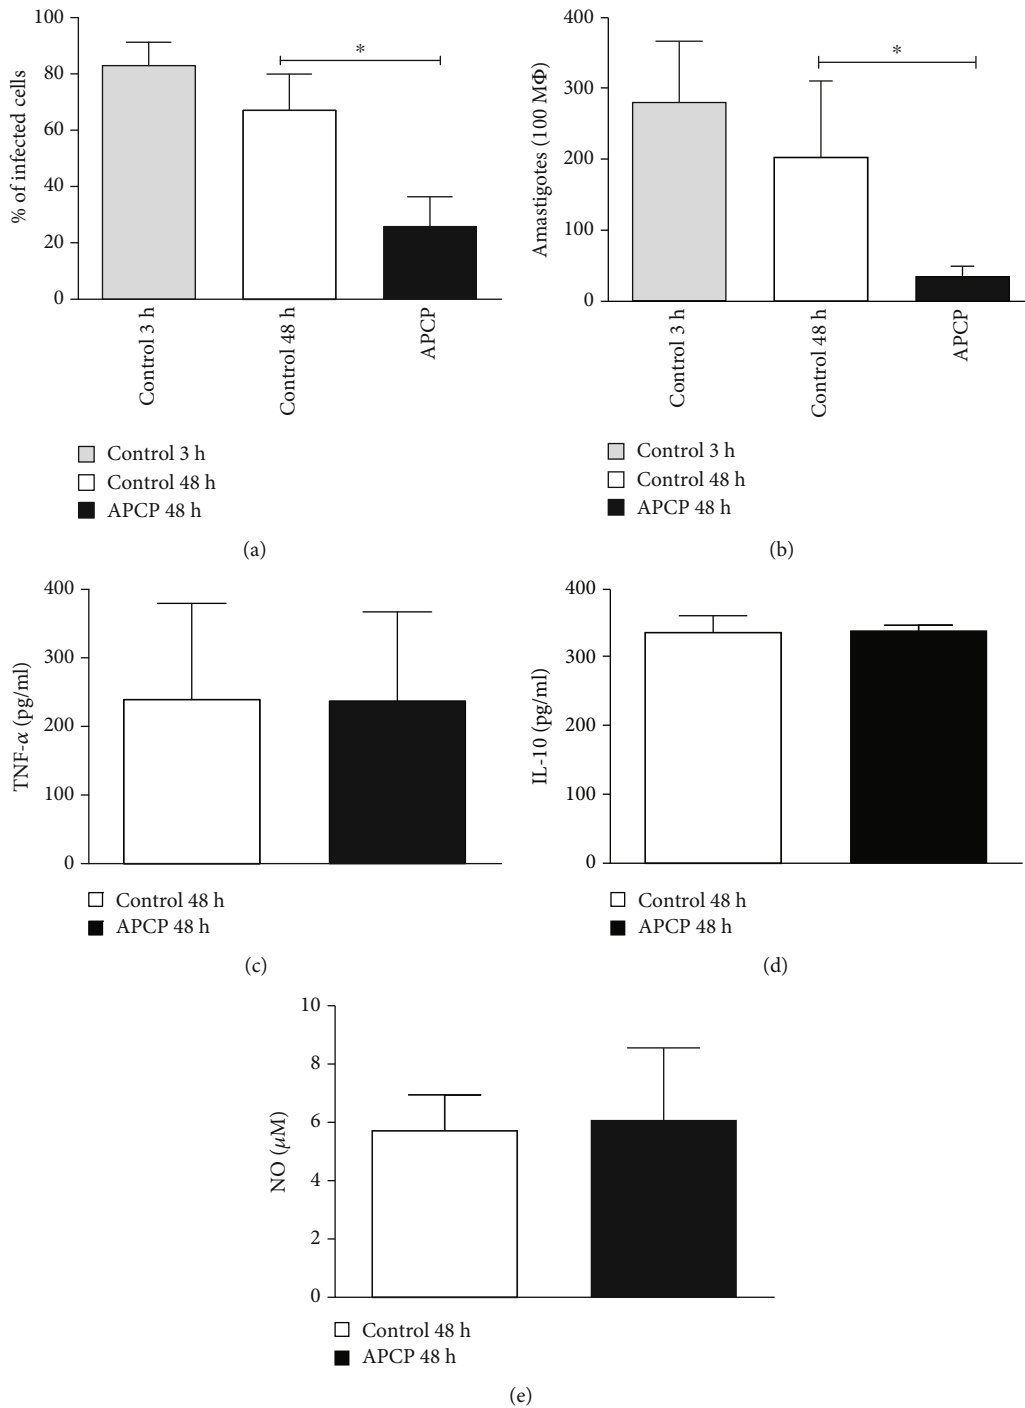 100
80
60
40
20
0
% of infected cells
*
Control 3 h
Control 48 h
APCP
Control 3 h
Control 48 h
APCP 48 h
(a)
400
300
200
100
0
Amastigotes (100 MΦ)
*
Control 3 h
Control 48 h
APCP
Control 3 h
Control 48 h
APCP 48 h
(b)
400
300
200
100
0
TNF-α (pg/ml)
Control 48 h
APCP 48 h
(c)
400
300
200
100
0
IL-10 (pg/ml)
Control 48 h
APCP 48 h
(d)
10
8
6
4
2
0
NO (μM)
Control 48 h
APCP 48 h
(e)